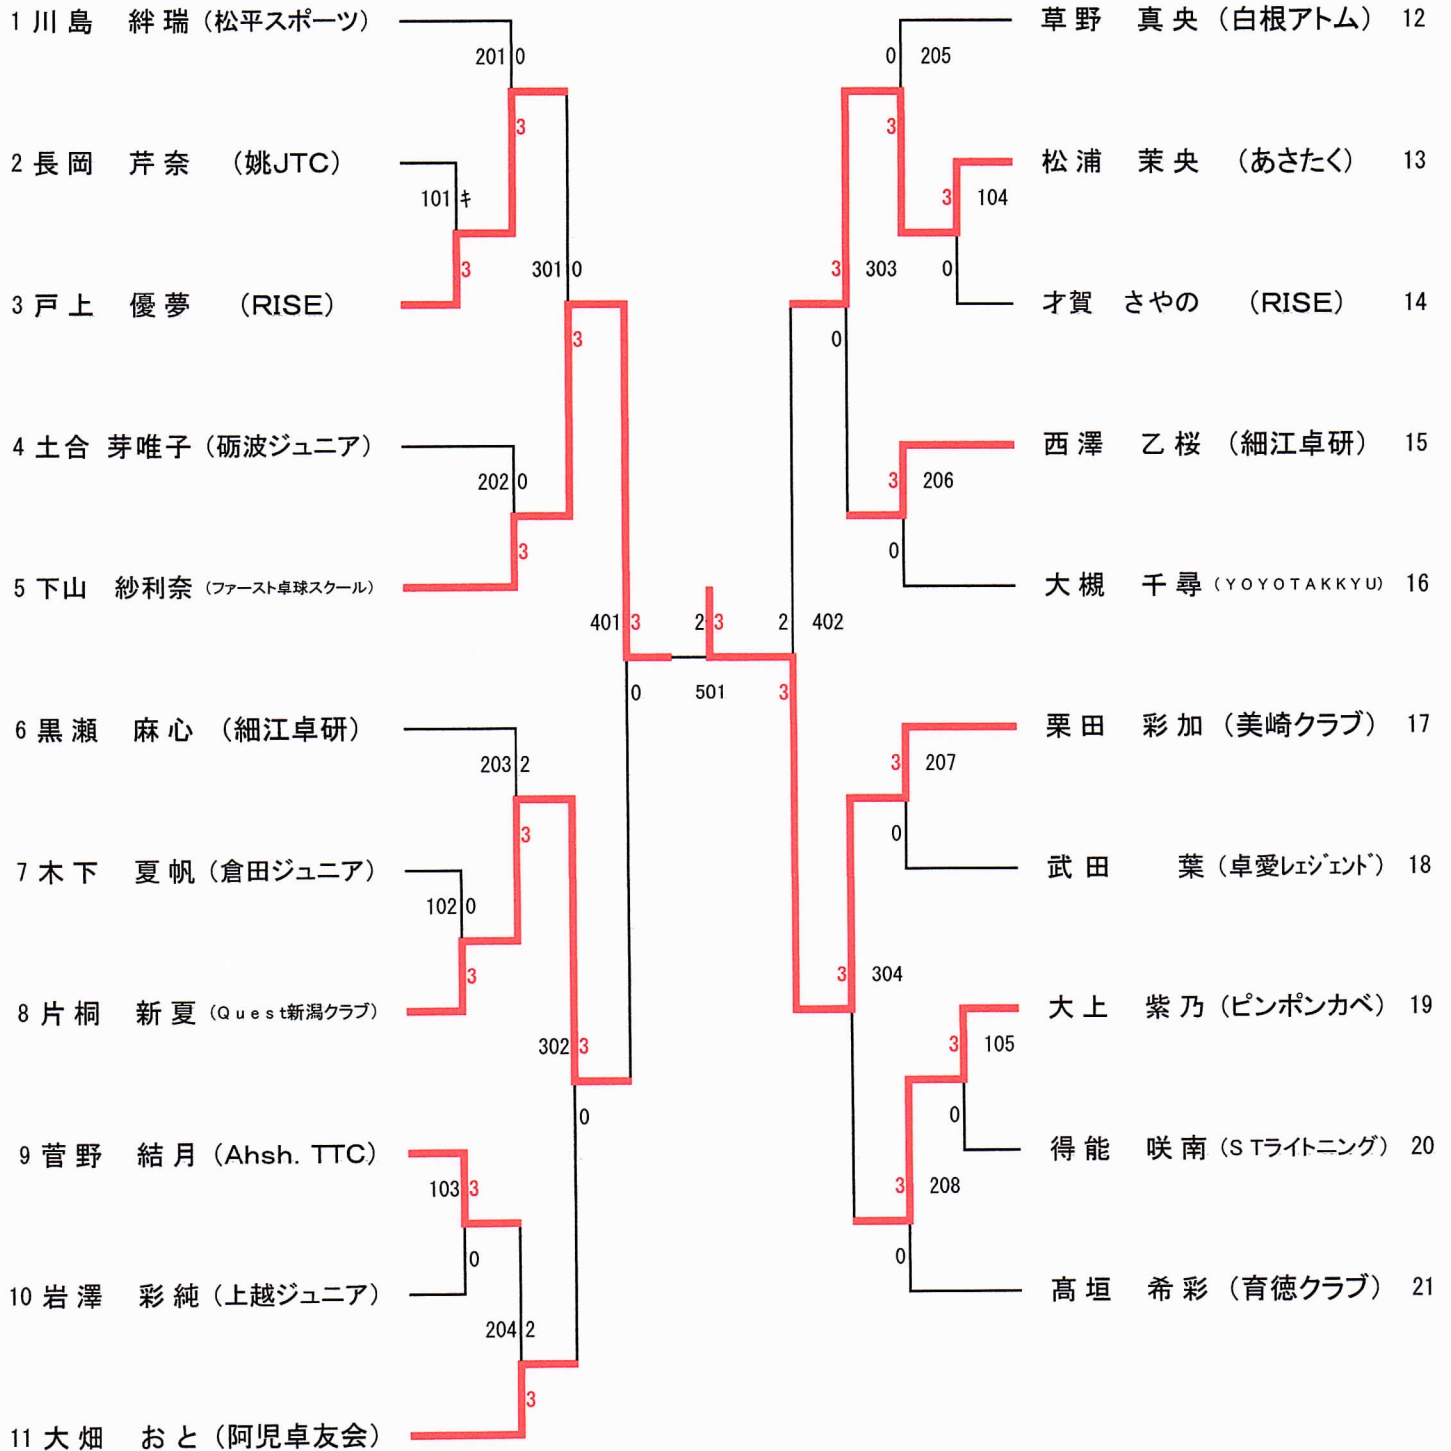 1 川島 絆瑞 (松平スポーツ)
201 0
3
2 長岡 芹奈 (姚JTC)
101 キ
3
301 0
3 戸上 優夢 (RISE)
3
4 土合 芽唯子 (砺波ジュニア)
202 0
3
5 下山 紗利奈 (ファースト卓球スクール)
401 3
0
6 黒瀬 麻心 (細江卓研)
203 2
3
7 木下 夏帆 (倉田ジュニア)
102 0
3
8 片桐 新夏 (Quest新潟クラブ)
302 3
0
9 菅野 結月 (Ahsh. TTC)
103 3
0
10 岩澤 彩純 (上越ジュニア)
204 2
3
11 大畑 おと (阿児卓友会)
2 3
501
草野 真央 (白根アトム) 12
0 205
3
松浦 茉央 (あさたく) 13
3 104
3 303
0
才賀 さやの (RISE) 14
0
西澤 乙桜 (細江卓研) 15
3 206
0
大槻 千尋 (YOYOTAKKYU) 16
2 402
3
栗田 彩加 (美崎クラブ) 17
3 207
0
武田 葉 (卓愛レジェンド) 18
3 304
大上 紫乃 (ピンポンカベ) 19
3 105
0
得能 咲南 (STライトニング) 20
3 208
0
髙垣 希彩 (育徳クラブ) 21